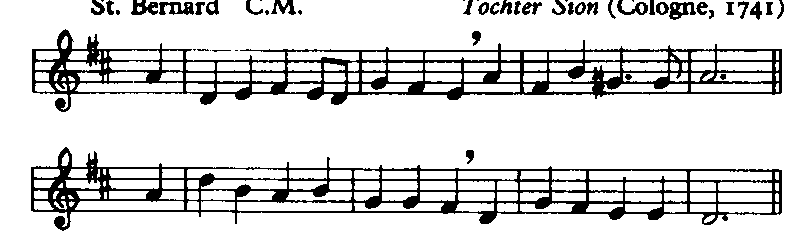 St. Bernard C.M. Tochter Sion (Cologne, 1741)